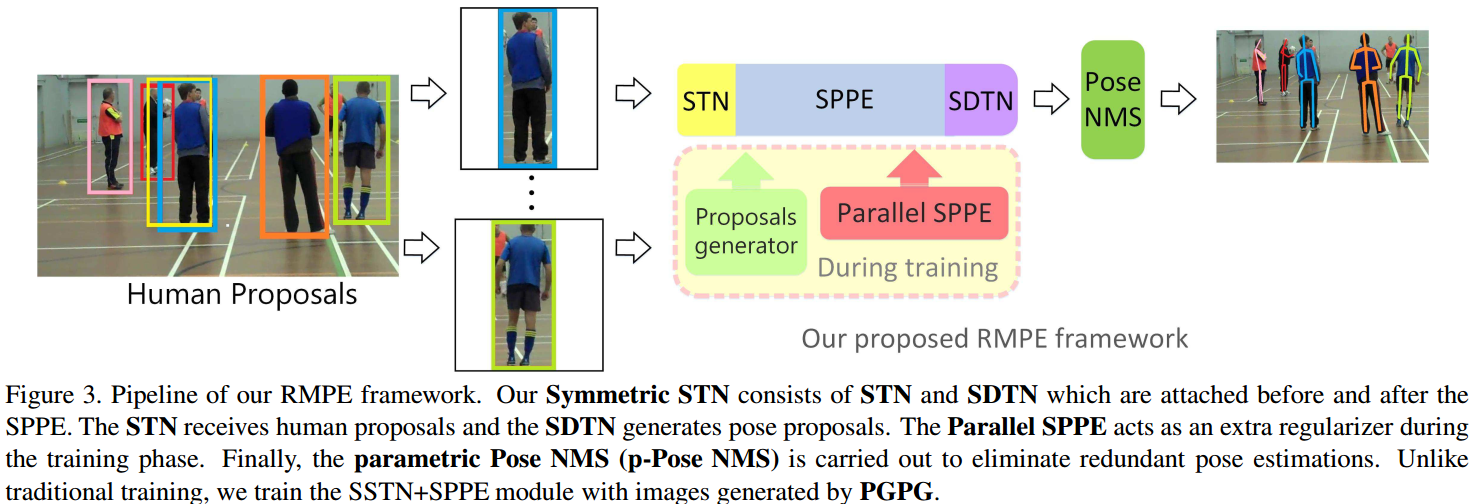 Human Proposals
STN
SPPE
SDTN
Pose
NMS
Proposals
generator
Parallel SPPE
During training
Our proposed RMPE framework
Figure 3. Pipeline of our RMPE framework. Our Symmetric STN consists of STN and SDTN which are attached before and after the
SPPE. The STN receives human proposals and the SDTN generates pose proposals. The Parallel SPPE acts as an extra regularizer during
the training phase. Finally, the parametric Pose NMS (p-Pose NMS) is carried out to eliminate redundant pose estimations. Unlike
traditional training, we train the SSTN+SPPE module with images generated by PGPG.